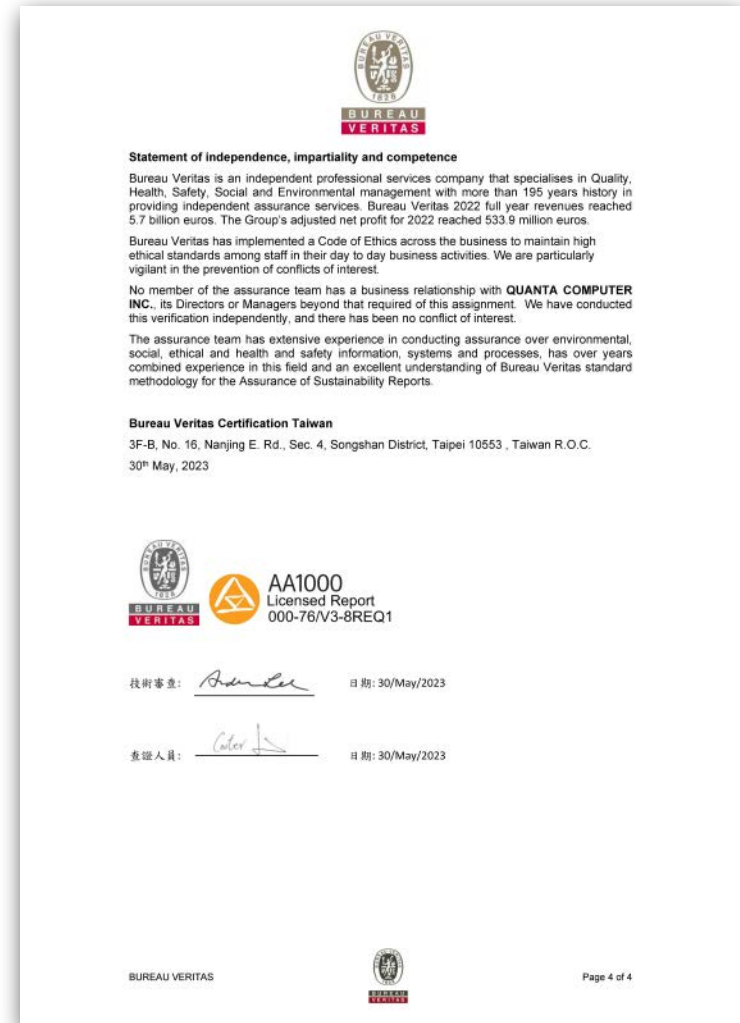 BUREAU VERITAS
1828
BUREAU
VERITAS
Statement of independence, impartiality and competence
Bureau Veritas is an independent professional services company that specialises in Quality,
Health, Safety, Social and Environmental management with more than 195 years history in
providing independent assurance services. Bureau Veritas 2022 full year revenues reached
5.7 billion euros. The Group's adjusted net profit for 2022 reached 533.9 million euros.
Bureau Veritas has implemented a Code of Ethics across the business to maintain high
ethical standards among staff in their day to day business activities. We are particularly
vigilant in the prevention of conflicts of interest.
No member of the assurance team has a business relationship with QUANTA COMPUTER
INC., its Directors or Managers beyond that required of this assignment. We have conducted
this verification independently, and there has been no conflict of interest.
The assurance team has extensive experience in conducting assurance over environmental,
social, ethical and health and safety information, systems and processes, has over years
combined experience in this field and an excellent understanding of Bureau Veritas standard
methodology for the Assurance of Sustainability Reports.
Bureau Veritas Certification Taiwan
3F-B, No. 16, Nanjing E. Rd., Sec. 4, Songshan District, Taipei 10553 , Taiwan R.O.C.
30th May, 2023
BUREAU VERITAS
1828
BUREAU
VERITAS
AA1000
Licensed Report
000-76/V3-8REQ1
技術審查: 日期: 30/May/2023
查證人員: 日期: 30/May/2023
BUREAU VERITAS
BUREAU
VERITAS
Page 4 of 4